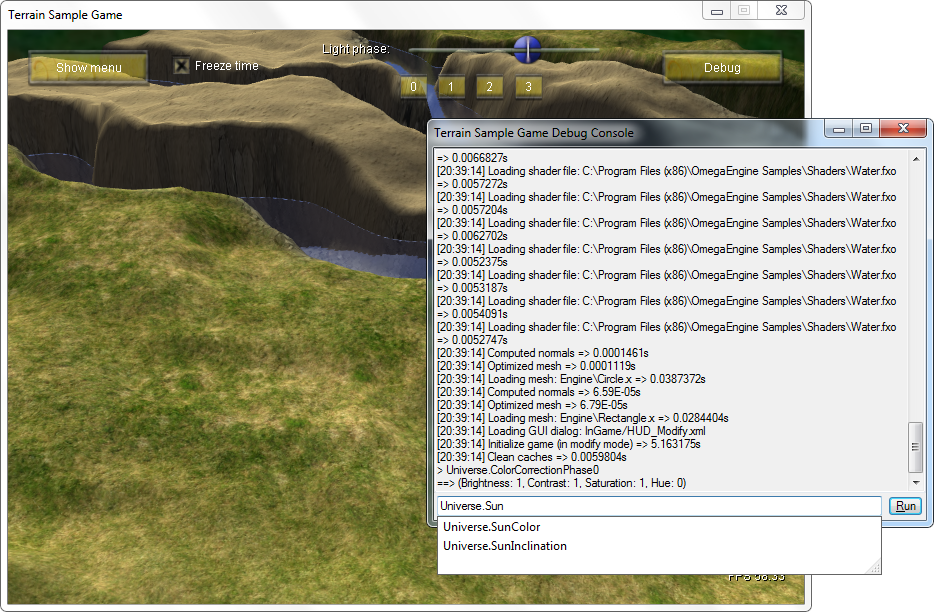 Terrain Sample Game
Light phase:
Show menu
Freeze time
Debug
0 1 2 3
Terrain Sample Game Debug Console
=> 0.0066827s
[20:39:14] Loading shader file: C:\Program Files (x86)\OmegaEngine Samples\Shaders\Water.fxo
=> 0.0057272s
[20:39:14] Loading shader file: C:\Program Files (x86)\OmegaEngine Samples\Shaders\Water.fxo
=> 0.0057204s
[20:39:14] Loading shader file: C:\Program Files (x86)\OmegaEngine Samples\Shaders\Water.fxo
=> 0.0062702s
[20:39:14] Loading shader file: C:\Program Files (x86)\OmegaEngine Samples\Shaders\Water.fxo
=> 0.0052375s
[20:39:14] Loading shader file: C:\Program Files (x86)\OmegaEngine Samples\Shaders\Water.fxo
=> 0.0053187s
[20:39:14] Loading shader file: C:\Program Files (x86)\OmegaEngine Samples\Shaders\Water.fxo
=> 0.0054091s
[20:39:14] Loading shader file: C:\Program Files (x86)\OmegaEngine Samples\Shaders\Water.fxo
=> 0.0052747s
[20:39:14] Computed normals => 0.0001461s
[20:39:14] Optimized mesh => 0.0001119s
[20:39:14] Loading mesh: Engine\Circle.x => 0.0387372s
[20:39:14] Computed normals => 6.59E-05s
[20:39:14] Optimized mesh => 6.79E-05s
[20:39:14] Loading mesh: Engine\Rectangle.x => 0.0284404s
[20:39:14] Loading GUI dialog: InGame/HUD_Modify.xml
[20:39:14] Initialize game (in modify mode) => 5.163175s
[20:39:14] Clean caches => 0.0059804s
> Universe.ColorCorrectionPhase0
==> (Brightness: 1, Contrast: 1, Saturation: 1, Hue: 0)
Universe.Sun
Run
Universe.SunColor
Universe.SunInclination